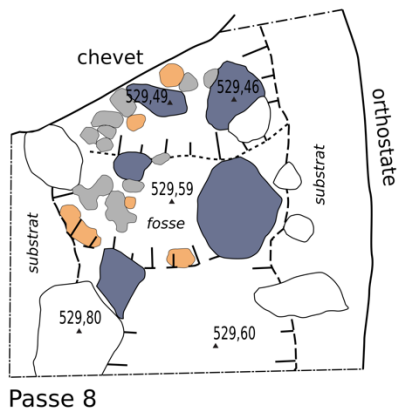 chevet
529,49
529,46
orthostate
substrat
529,59
fosse
substrat
529,80
529,60
Passe 8